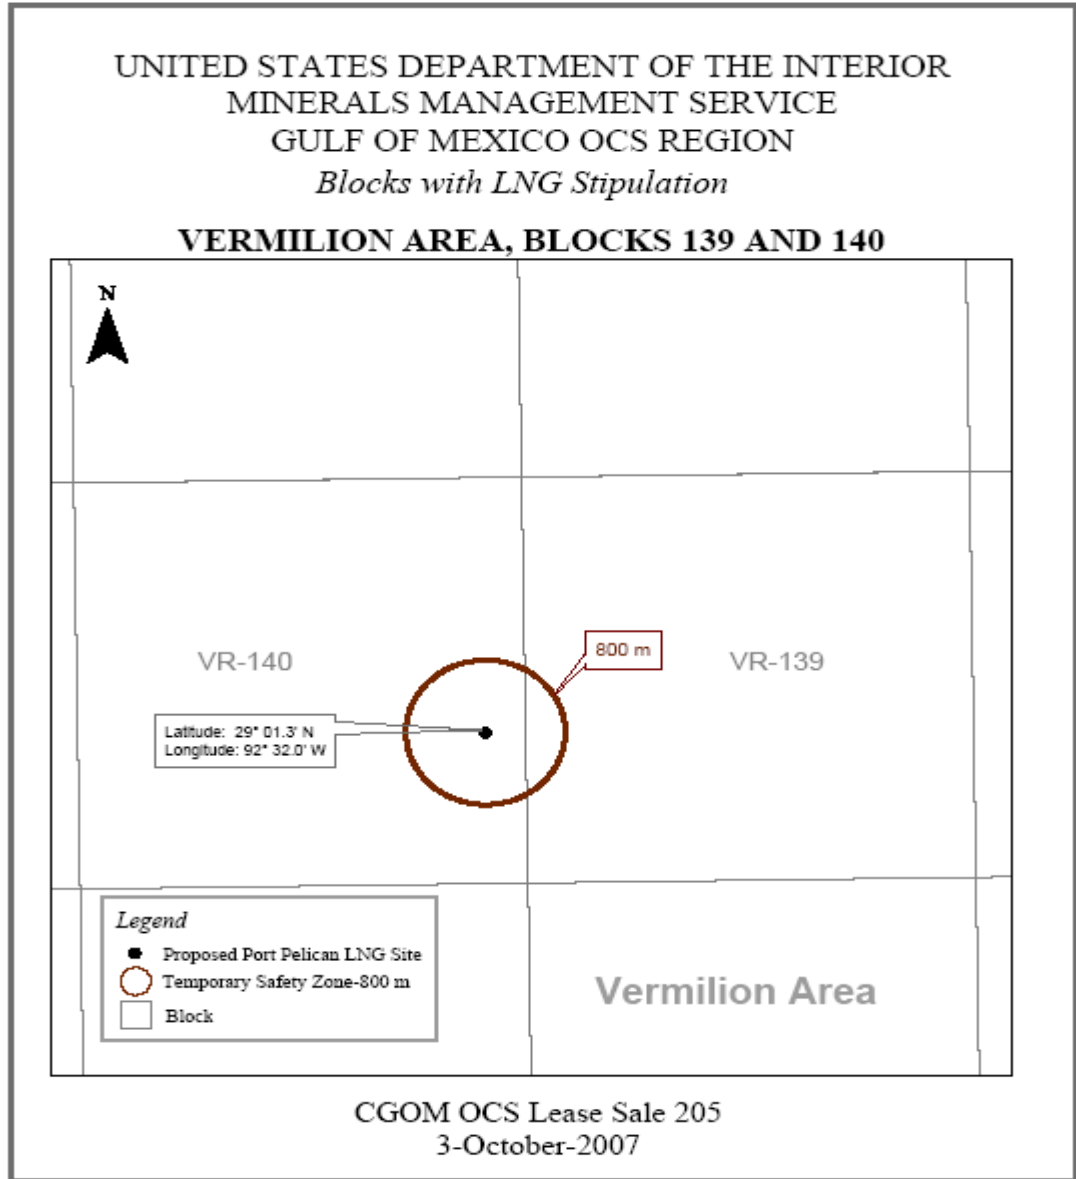 UNITED STATES DEPARTMENT OF THE INTERIOR
MINERALS MANAGEMENT SERVICE
GULF OF MEXICO OCS REGION
Blocks with LNG Stipulation
VERMILION AREA, BLOCKS 139 AND 140
N
800 m
VR-140
VR-139
Latitude: 29° 01.3' N
Longitude: 92° 32.0' W
Legend
Proposed Port Pelican LNG Site
Temporary Safety Zone-800 m
Block
Vermilion Area
CGOM OCS Lease Sale 205
3-October-2007